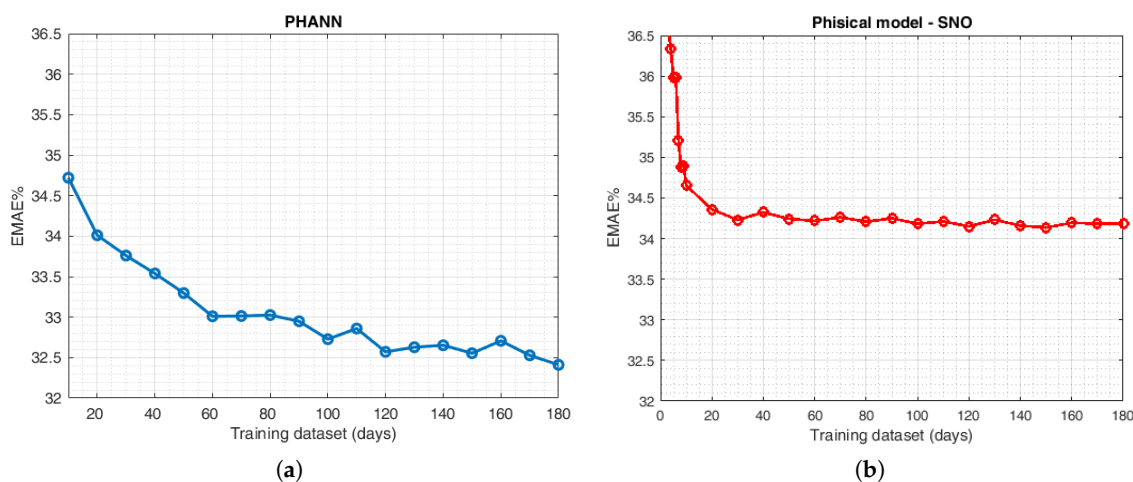 PHANN
36.5
36
35.5
35
34.5
34
33.5
33
32.5
32
EMAE%
20 40 60 80 100 120 140 160 180
Training dataset (days)
(a)
Phisical model - SNO
36.5
36
35.5
35
34.5
34
33.5
33
32.5
32
EMAE%
0 20 40 60 80 100 120 140 160 180
Training dataset (days)
(b)